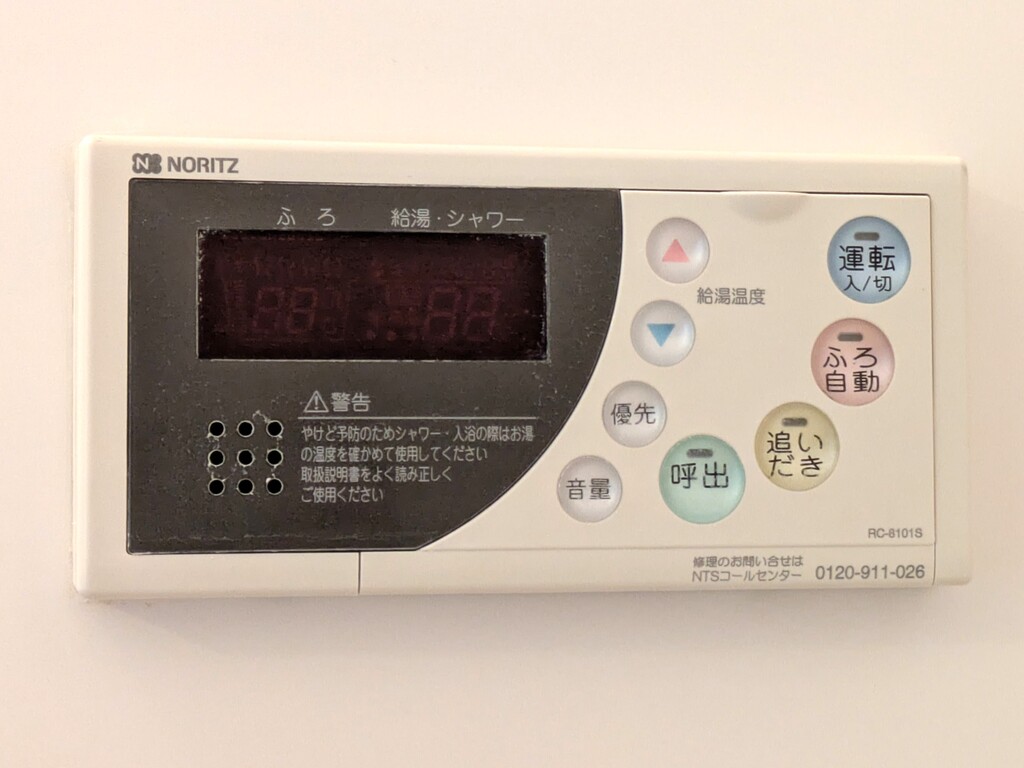 NORITZ
ふろ 給湯・シャワー
運転
入/切
給湯温度
ふろ
自動
⚠警告
やけど予防のためシャワー・入浴の際はお湯
の温度を確かめて使用してください
取扱説明書をよく読み正しく
ご使用ください
優先
追い
だき
呼出
音量
RC-8101S
修理のお問い合せは
NTSコールセンター 0120-911-026